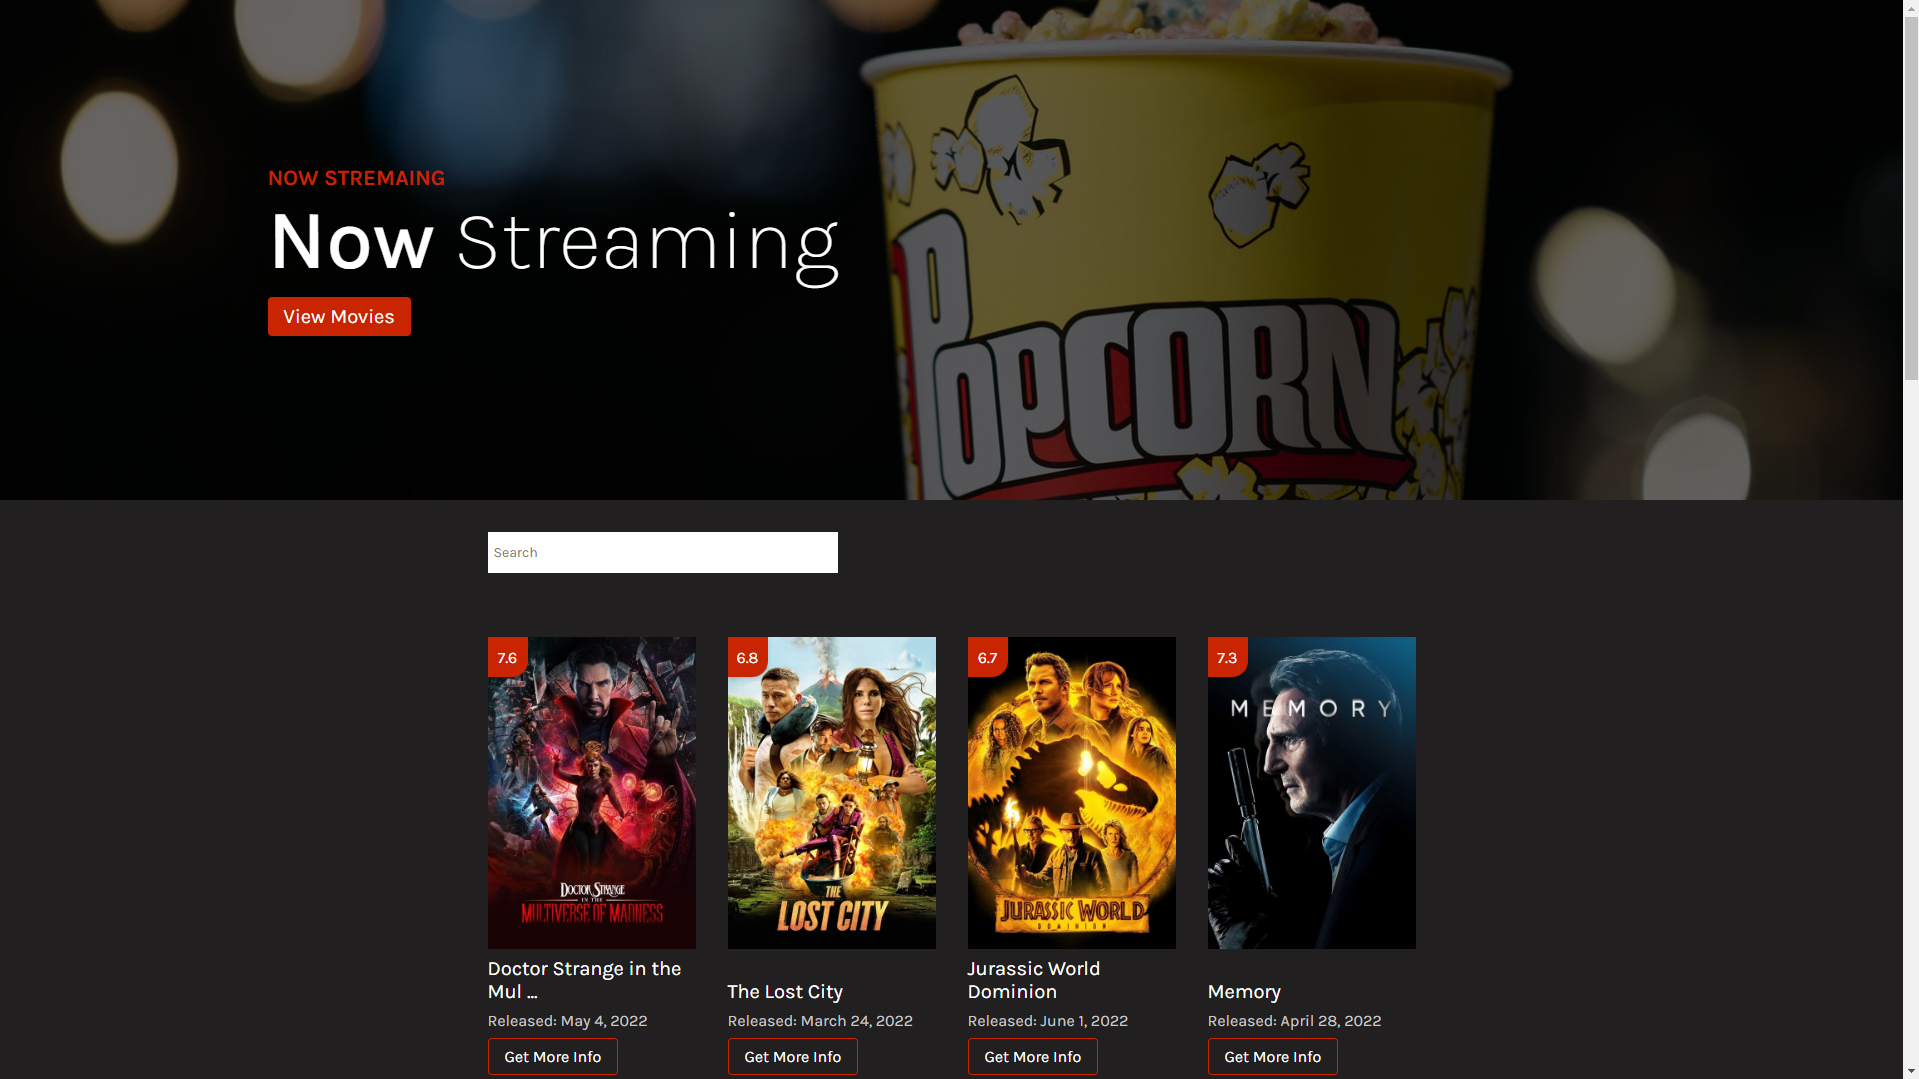 NOW STREMAING
Now Streaming
View Movies
POPCORN
Search
7.6
6.8
6.7
7.3
MEMORY
DOCTOR STRANGE
IN THE
MULTIVERSE OF MADNESS
THE
LOST CITY
JURASSIC WORLD
DOMINION
Doctor Strange in the
Mul ...
The Lost City
Jurassic World
Dominion
Memory
Released: May 4, 2022
Released: March 24, 2022
Released: June 1, 2022
Released: April 28, 2022
Get More Info
Get More Info
Get More Info
Get More Info